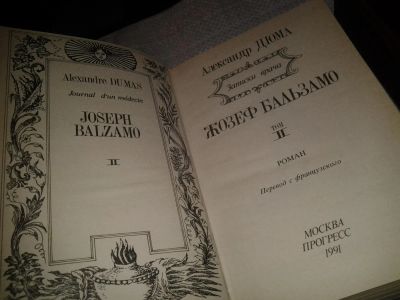 Alexandre DUMAS
Journal d'un médecin
JOSEPH
BALZAMO
II
Александр ДЮМА
Записки врача
ЖОЗЕФ БАЛЬЗАМО
ТОМ
II
РОМАН
Перевод с французского
МОСКВА
ПРОГРЕСС
1991